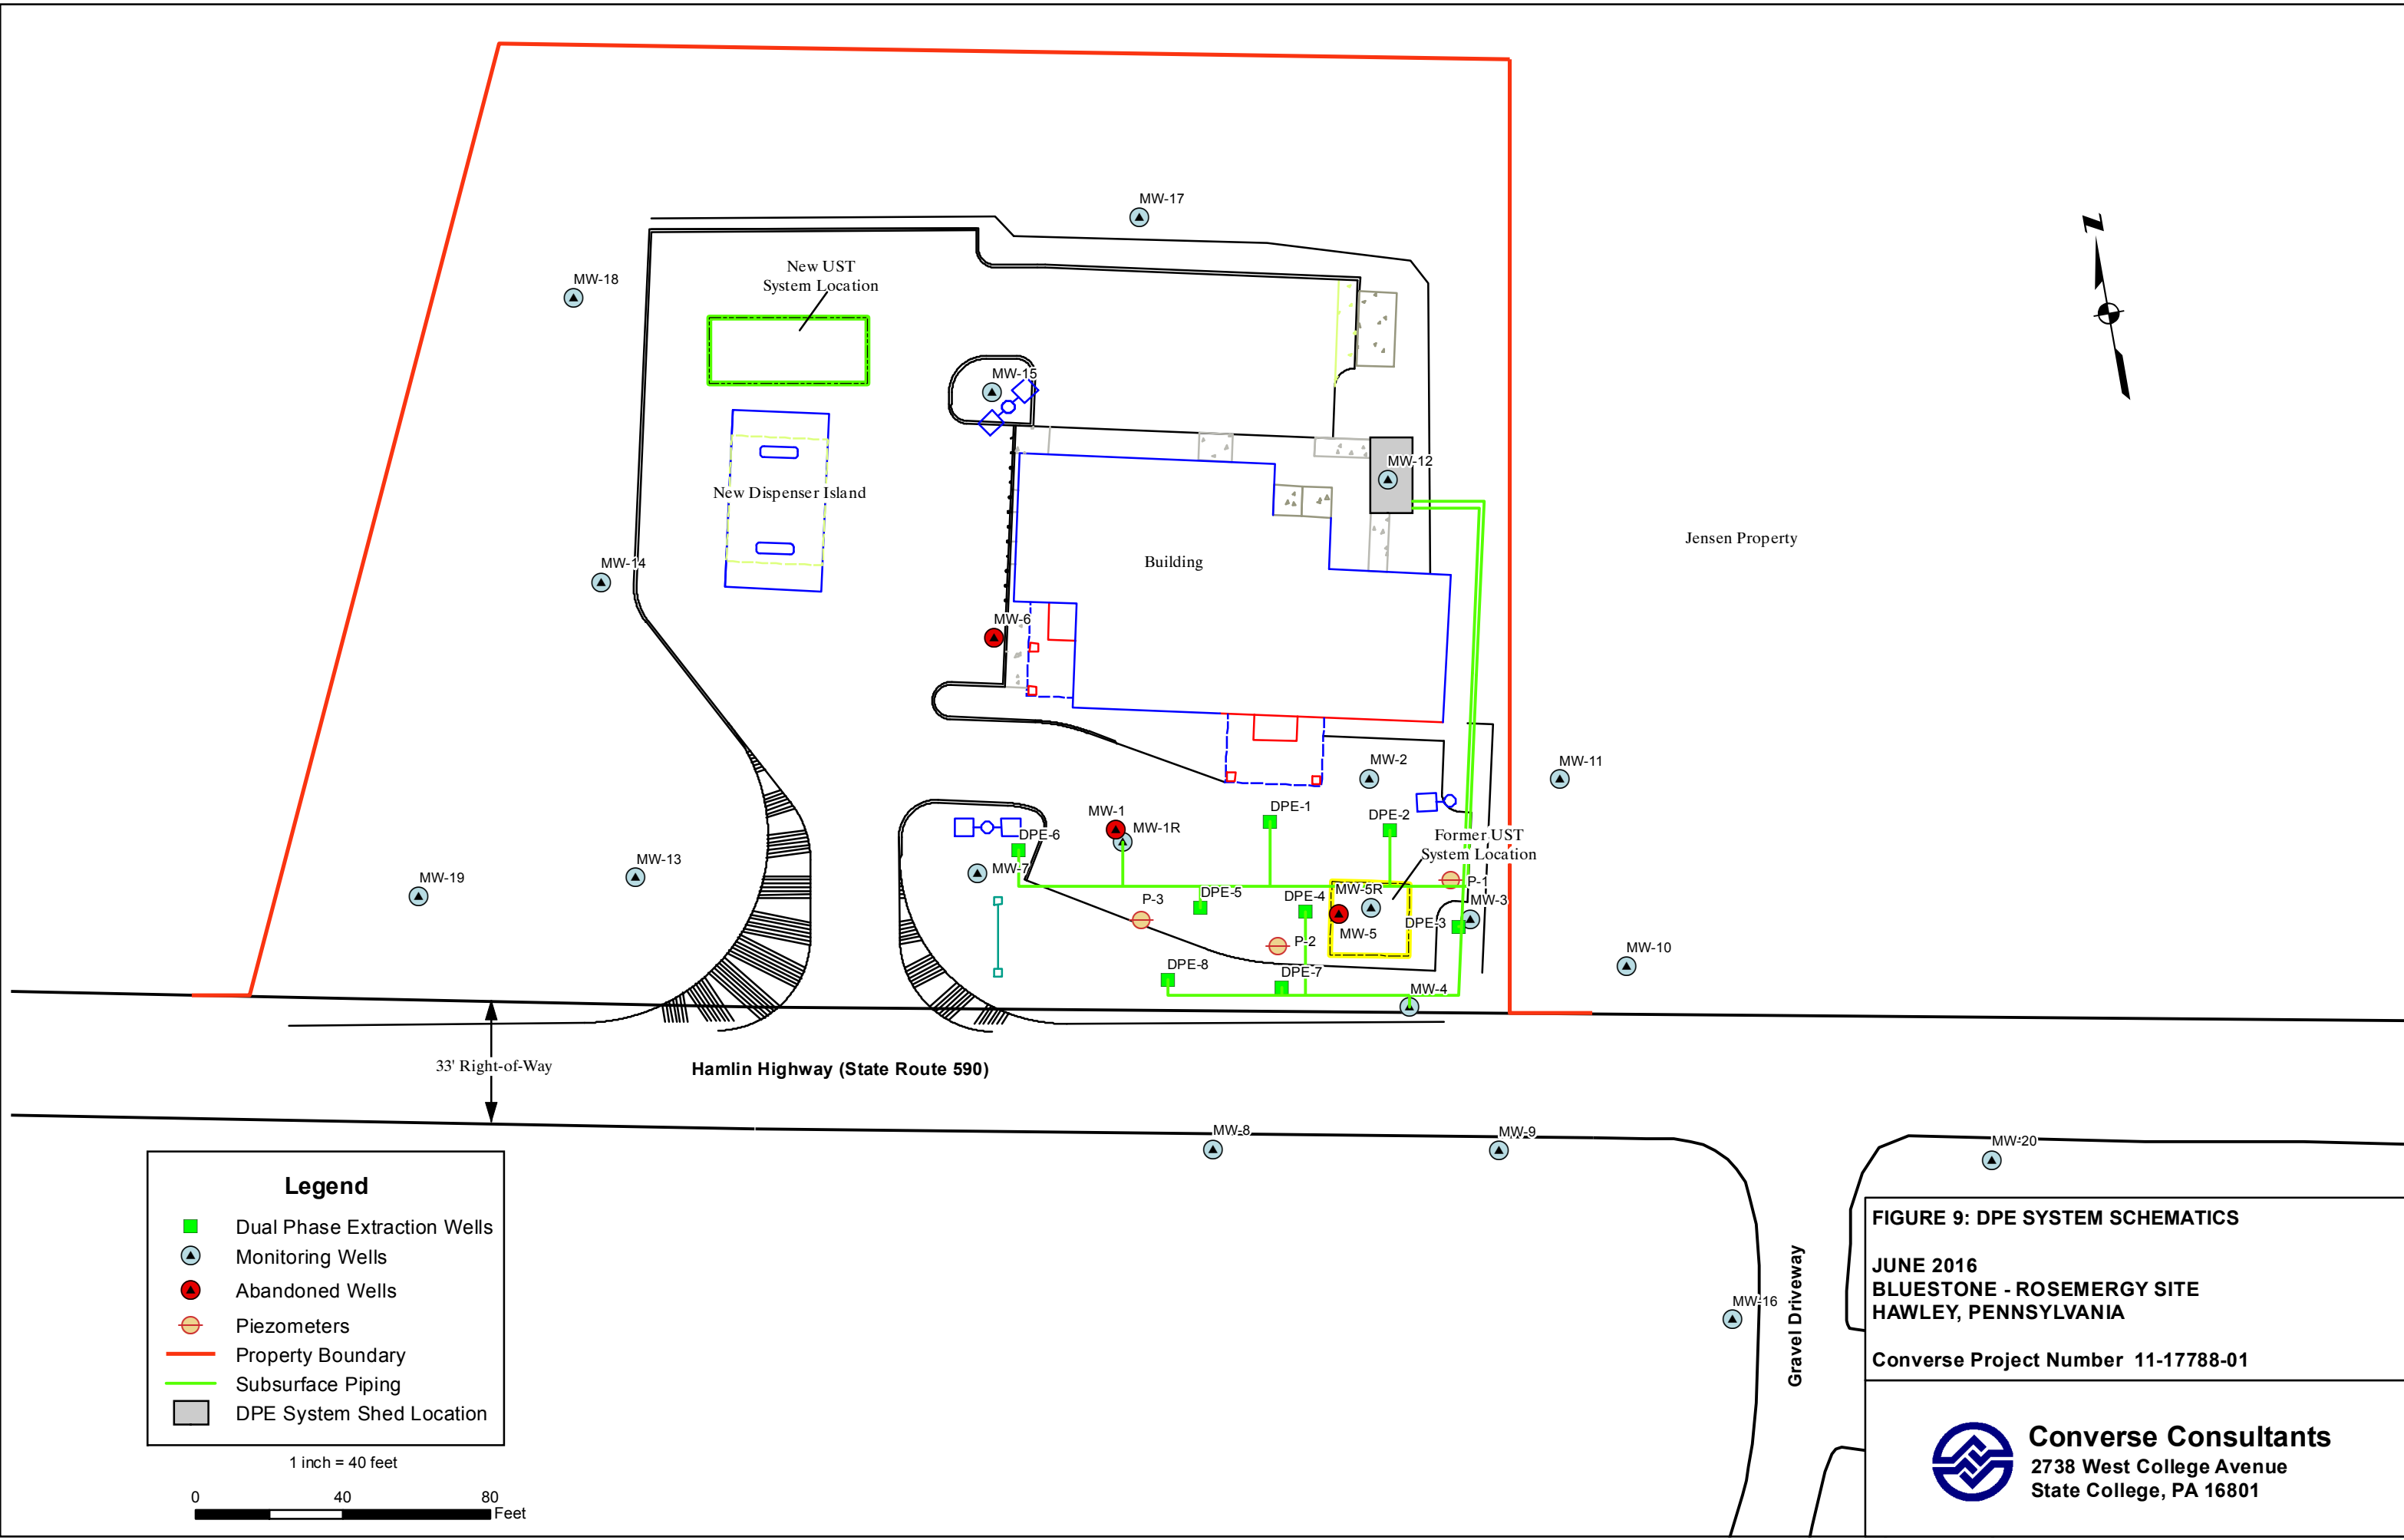 N
MW-17
MW-18
New UST
System Location
MW-15
MW-12
New Dispenser Island
Jensen Property
Building
MW-14
MW-6
MW-2
MW-11
DPE-1
DPE-2
MW-1
MW-1R
DPE-6
Former UST
System Location
MW-13
MW-7
MW-19
P-1
MW-5R
DPE-5
DPE-4
P-3
MW-3
DPE-3
MW-5
P-2
MW-10
DPE-8
DPE-7
MW-4
33' Right-of-Way
Hamlin Highway (State Route 590)
MW-8
MW-9
MW-20
MW-16
Gravel Driveway
Legend
Dual Phase Extraction Wells
Monitoring Wells
Abandoned Wells
Piezometers
Property Boundary
Subsurface Piping
DPE System Shed Location
1 inch = 40 feet
0 40 80
Feet
FIGURE 9: DPE SYSTEM SCHEMATICS
JUNE 2016
BLUESTONE - ROSEMERGY SITE
HAWLEY, PENNSYLVANIA
Converse Project Number 11-17788-01
Converse Consultants
2738 West College Avenue
State College, PA 16801